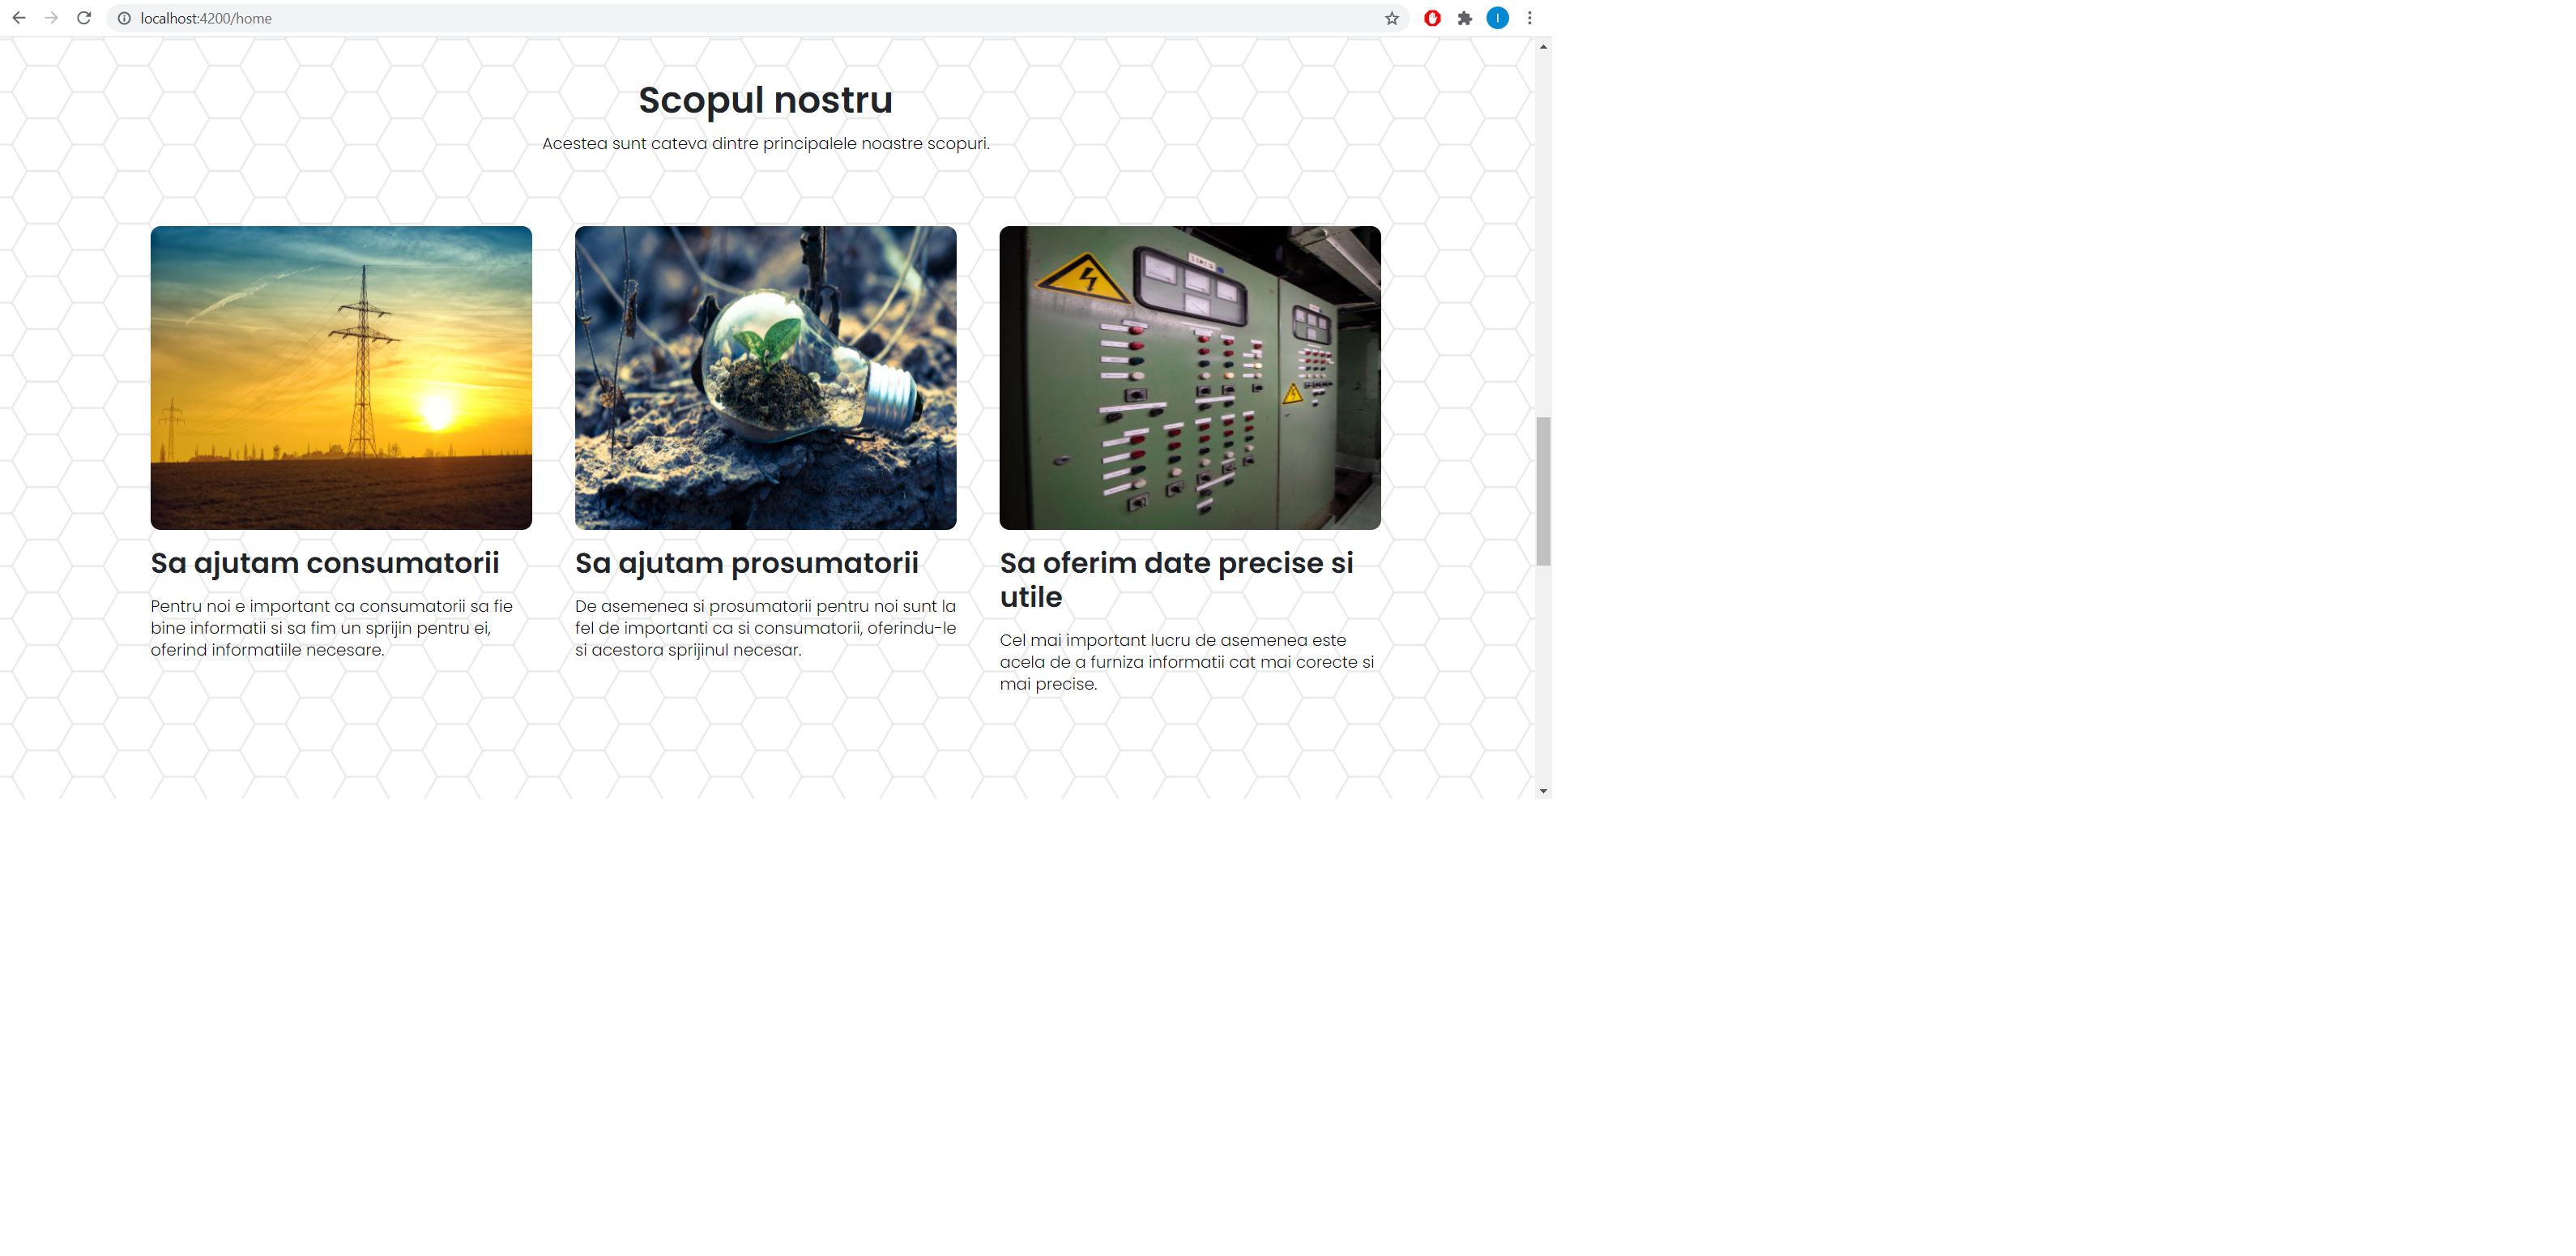 localhost:4200/home
I
Scopul nostru
Acestea sunt cateva dintre principalele noastre scopuri.
Sa ajutam consumatorii
Pentru noi e important ca consumatorii sa fie
bine informatii si sa fim un sprijin pentru ei,
oferind informatiile necesare.
Sa ajutam prosumatorii
De asemenea si prosumatorii pentru noi sunt la
fel de importanti ca si consumatorii, oferindu-le
si acestora sprijinul necesar.
Sa oferim date precise si
utile
Cel mai important lucru de asemenea este
acela de a furniza informatii cat mai corecte si
mai precise.